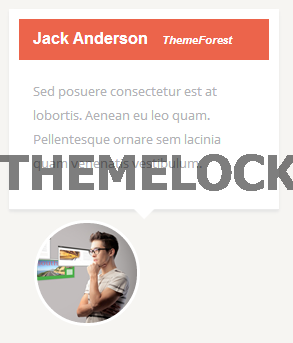 Jack Anderson ThemeForest
Sed posuere consectetur est at
lobortis. Aenean eu leo quam.
Pellentesque ornare sem lacinia
quam venenatis vestibulum.
THEMELOCK